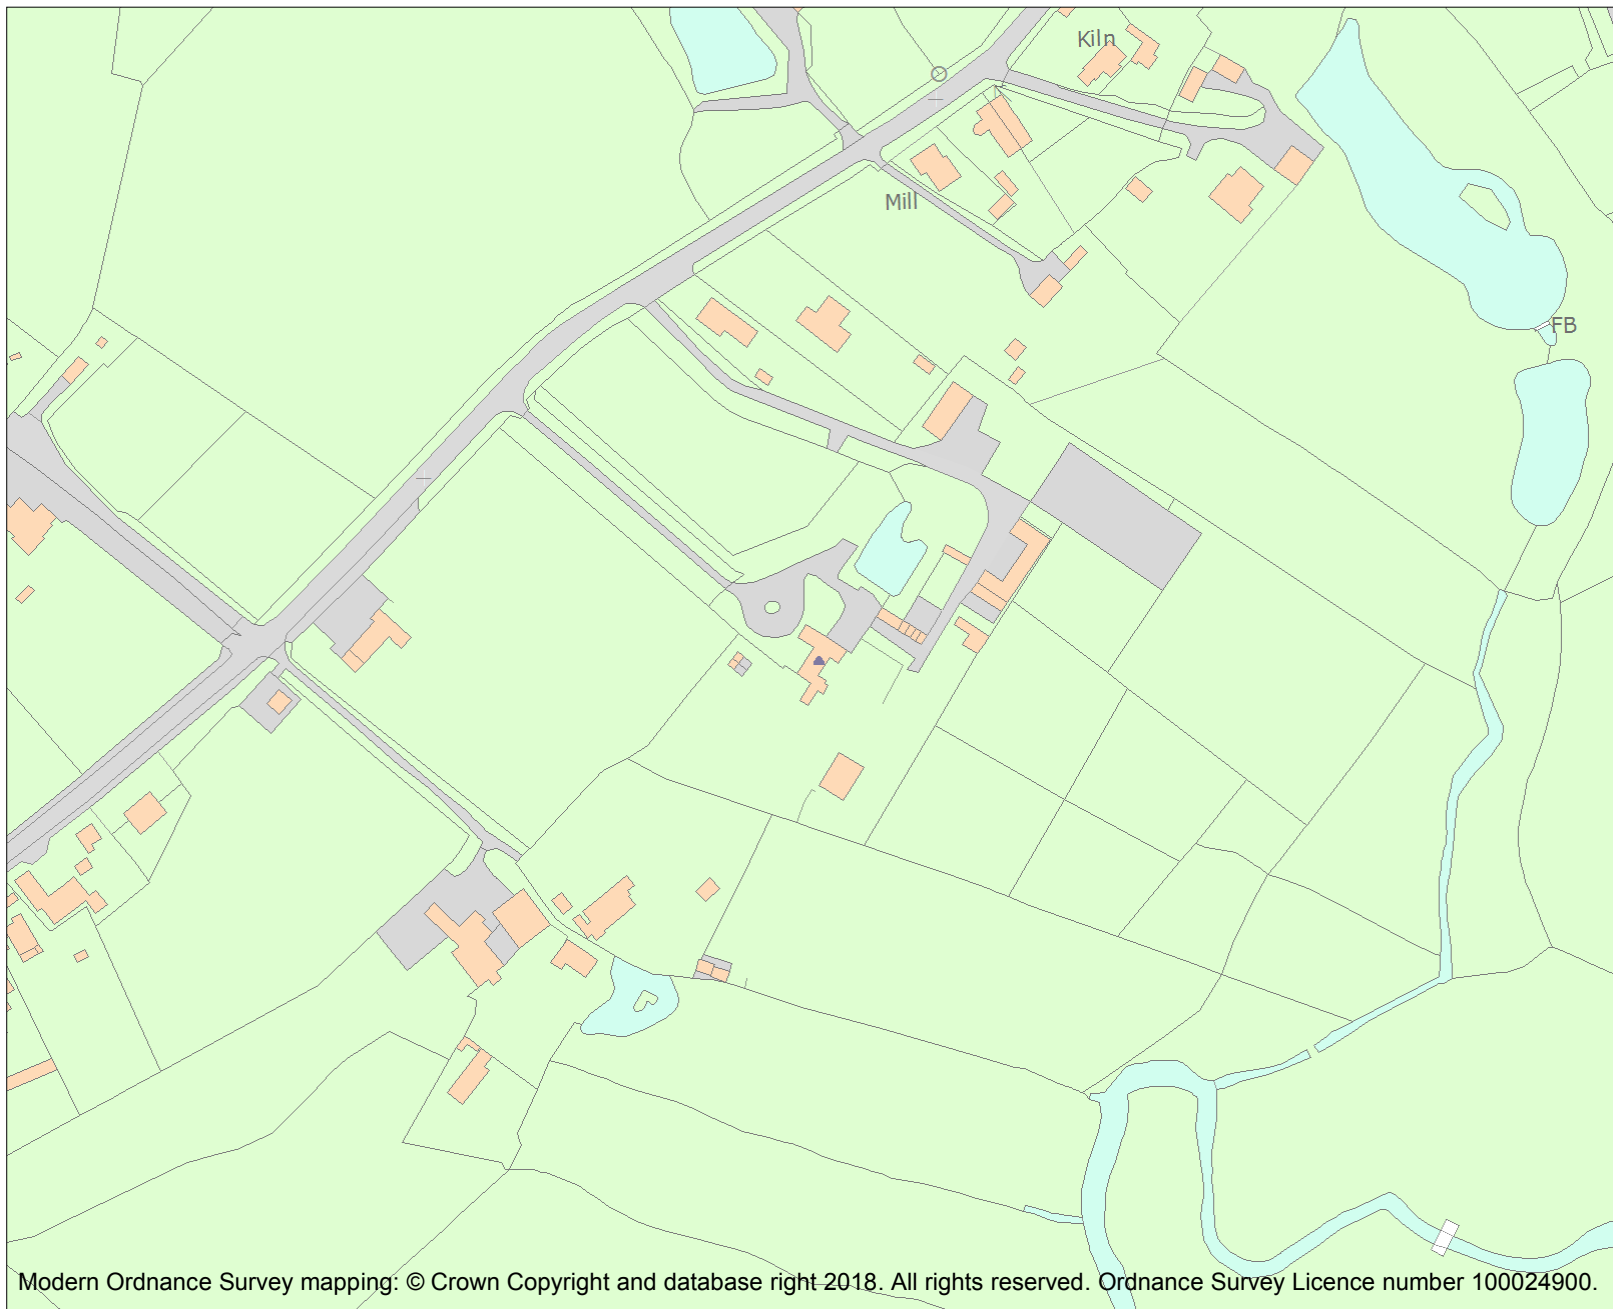 Kiln
Mill
FB
Modern Ordnance Survey mapping: © Crown Copyright and database right 2018. All rights reserved. Ordnance Survey Licence number 100024900.